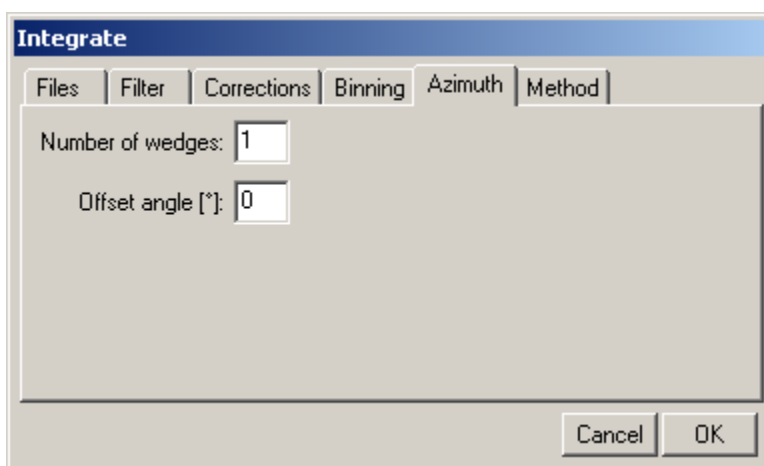 Integrate
Files Filter Corrections Binning Azimuth Method
Number of wedges: 1
Offset angle [°]: 0
Cancel OK